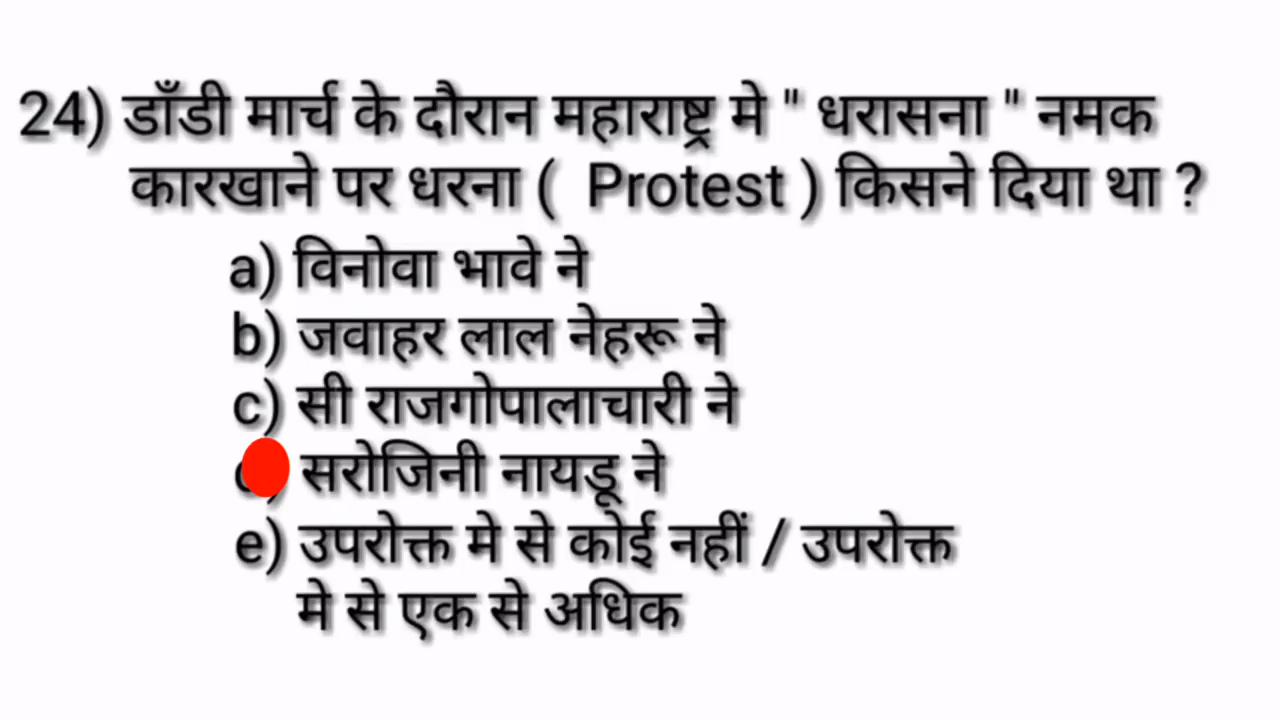 24) डाँडी मार्च के दौरान महाराष्ट्र मे " धरासना " नमक
कारखाने पर धरना ( Protest ) किसने दिया था ?
a) विनोवा भावे ने
b) जवाहर लाल नेहरू ने
c) सी राजगोपालाचारी ने
सरोजिनी नायडू ने
e) उपरोक्त मे से कोई नहीं / उपरोक्त
मे से एक से अधिक